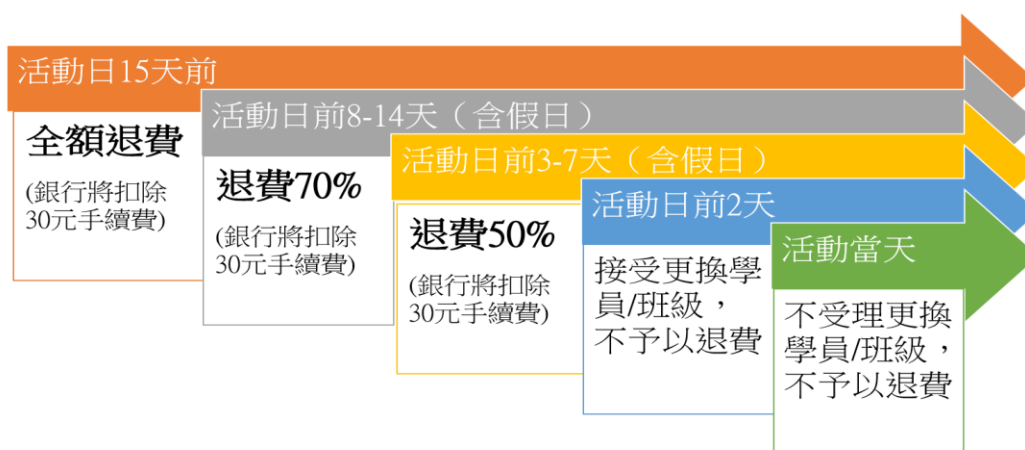 活動日15天前
全額退費
(銀行將扣除
30元手續費)
活動日前8-14天（含假日）
退費70%
(銀行將扣除
30元手續費)
活動日前3-7天（含假日）
退費50%
(銀行將扣除
30元手續費)
活動日前2天
接受更換學
員/班級，
不予以退費
活動當天
不受理更換
學員/班級，
不予以退費